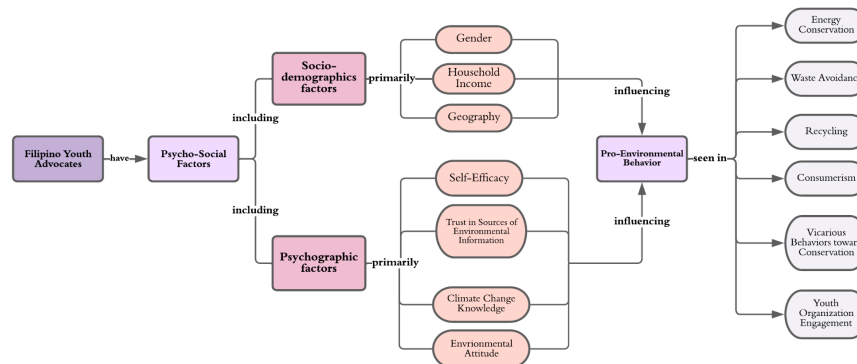 Filipino Youth
Advocates
have
Psycho-Social
Factors
including
including
Socio-
demographics
factors
primarily
Gender
Household
Income
Geography
influencing
Psychographic
factors
primarily
Self-Efficacy
Trust in Sources of
Environmental
Information
Climate Change
Knowledge
Envrionmental
Attitude
influencing
Pro-Environmental
Behavior
seen in
Energy
Conservation
Waste Avoidanc
Recycling
Consumerism
Vicarious
Behaviors towar
Conservation
Youth
Organization
Engagement